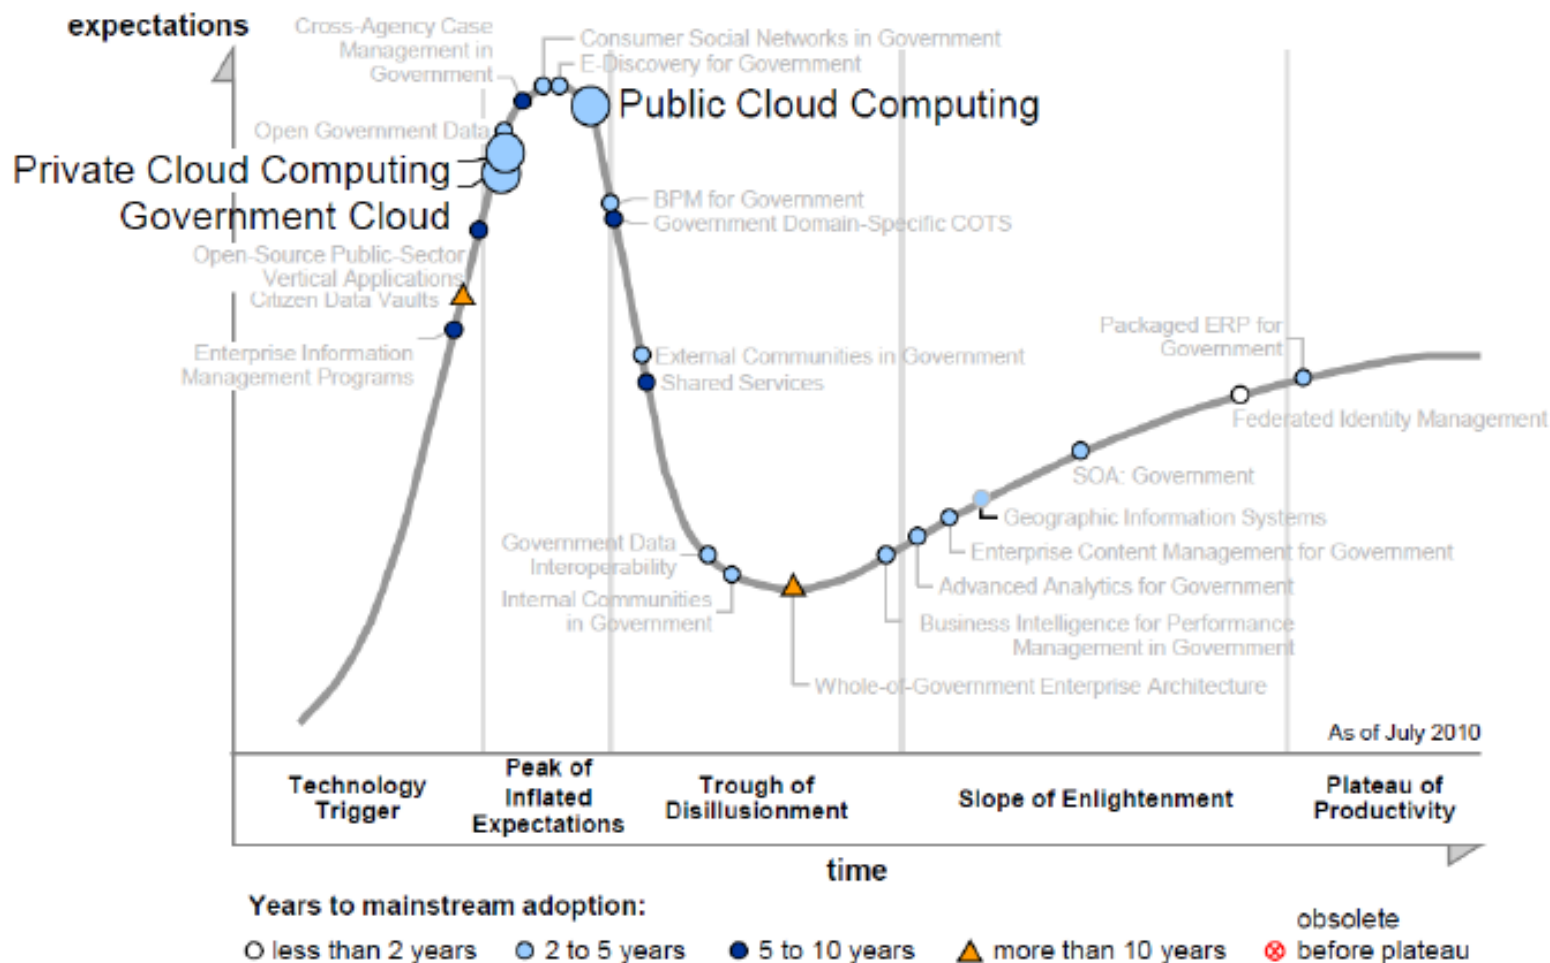 expectations
Cross-Agency Case
Management in
Government
Consumer Social Networks in Government
E-Discovery for Government
Public Cloud Computing
Open Government Data
Private Cloud Computing
Government Cloud
BPM for Government
Government Domain-Specific COTS
Open-Source Public-Sector
Vertical Applications
Citizen Data Vaults
Enterprise Information
Management Programs
External Communities in Government
Shared Services
Packaged ERP for
Government
Federated Identity Management
SOA: Government
Geographic Information Systems
Enterprise Content Management for Government
Advanced Analytics for Government
Business Intelligence for Performance
Management in Government
Government Data
Interoperability
Internal Communities
in Government
Whole-of-Government Enterprise Architecture
As of July 2010
Technology
Trigger
Peak of
Inflated
Expectations
Trough of
Disillusionment
Slope of Enlightenment
Plateau of
Productivity
time
Years to mainstream adoption:
less than 2 years
2 to 5 years
5 to 10 years
more than 10 years
obsolete
before plateau